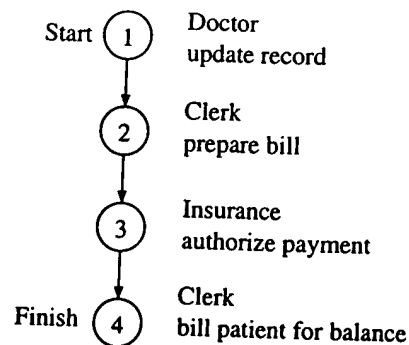 Start 1 Doctor
update record
2 Clerk
prepare bill
3 Insurance
authorize payment
Finish 4 Clerk
bill patient for balance